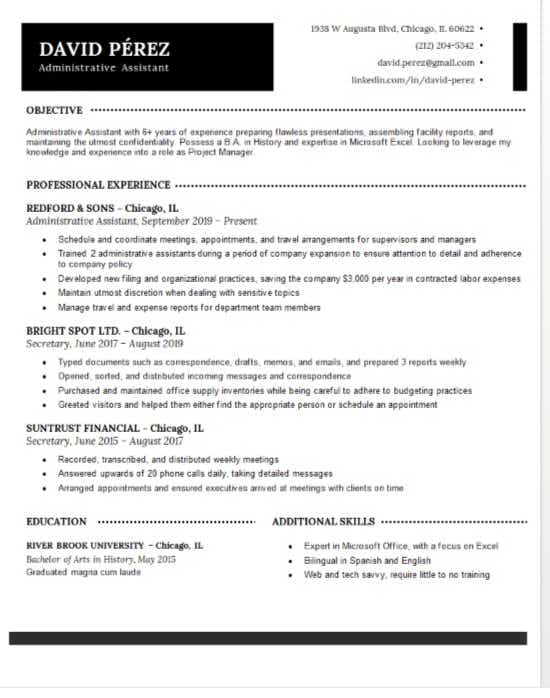 DAVID PÉREZ
Administrative Assistant
1938 W Augusta Blvd, Chicago, IL 60622 •
(212) 204-5342 •
david.perez@gmail.com •
linkedin.com/in/david-perez •
OBJECTIVE
Administrative Assistant with 6+ years of experience preparing flawless presentations, assembling facility reports, and
maintaining the utmost confidentiality. Possess a B.A. in History and expertise in Microsoft Excel. Looking to leverage my
knowledge and experience into a role as Project Manager.
PROFESSIONAL EXPERIENCE
REDFORD & SONS – Chicago, IL
Administrative Assistant, September 2019 – Present
• Schedule and coordinate meetings, appointments, and travel arrangements for supervisors and managers
• Trained 2 administrative assistants during a period of company expansion to ensure attention to detail and adherence
to company policy
• Developed new filing and organizational practices, saving the company $3,000 per year in contracted labor expenses
• Maintain utmost discretion when dealing with sensitive topics
• Manage travel and expense reports for department team members
BRIGHT SPOT LTD. – Chicago, IL
Secretary, June 2017 – August 2019
• Typed documents such as correspondence, drafts, memos, and emails, and prepared 3 reports weekly
• Opened, sorted, and distributed incoming messages and correspondence
• Purchased and maintained office supply inventories while being careful to adhere to budgeting practices
• Greeted visitors and helped them either find the appropriate person or schedule an appointment
SUNTRUST FINANCIAL – Chicago, IL
Secretary, June 2015 – August 2017
• Recorded, transcribed, and distributed weekly meetings
• Answered upwards of 20 phone calls daily, taking detailed messages
• Arranged appointments and ensured executives arrived at meetings with clients on time
EDUCATION
RIVER BROOK UNIVERSITY – Chicago, IL
Bachelor of Arts in History, May 2015
Graduated magna cum laude
ADDITIONAL SKILLS
• Expert in Microsoft Office, with a focus on Excel
• Bilingual in Spanish and English
• Web and tech savvy, require little to no training